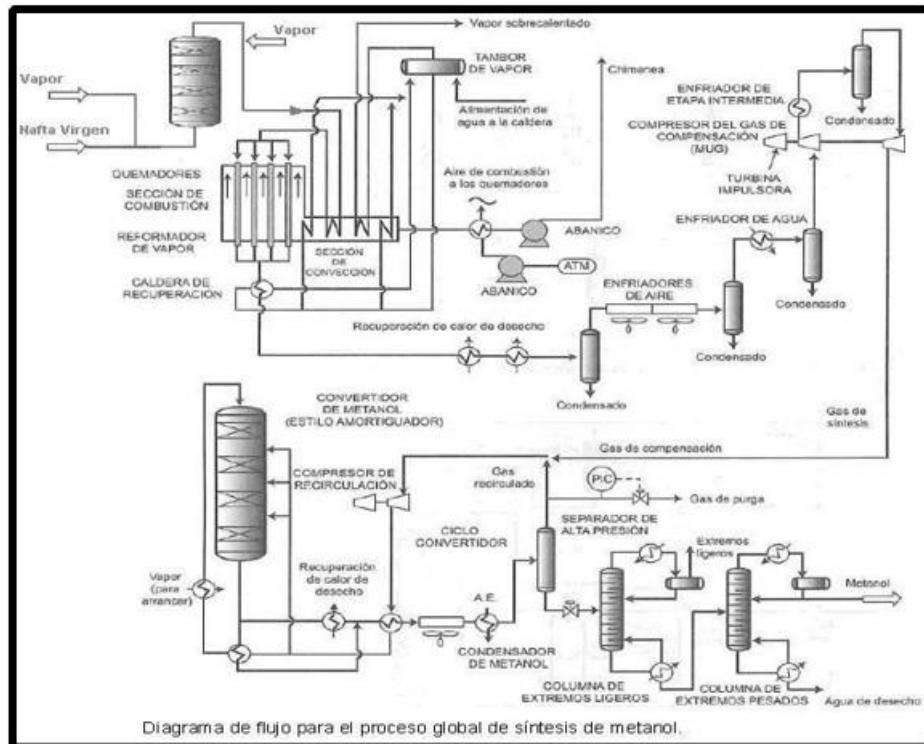 Vapor
Vapor sobrecalentado
Vapor
Nafta Virgen
TAMBOR
DE VAPOR
Alimentación de
agua a la caldera
Chimenea
ENFRIADOR DE
ETAPA INTERMEDIA
Condensado
COMPRESOR DEL GAS DE
COMPENSACIÓN
(MUG)
TURBINA
IMPULSORA
QUEMADORES
SECCIÓN DE
COMBUSTIÓN
REFORMADOR
DE VAPOR
Aire de combustión
a los quemadores
ABANICO
SECCIÓN
DE
CONVECCIÓN
ENFRIADOR DE AGUA
CALDERA DE
RECUPERACIÓN
ABANICO
ATM
ENFRIADORES
DE AIRE
Condensado
Recuperación de calor de desecho
Condensado
Condensado
CONVERTIDOR
DE METANOL
(ESTILO AMORTIGUADOR)
Gas de
síntesis
Gas de compensación
COMPRESOR DE
RECIRCULACIÓN
Gas
recirculado
PIC
Gas de purga
CICLO
CONVERTIDOR
SEPARADOR DE
ALTA PRESIÓN
Extremos
ligeros
Vapor
(para
arrancar)
Recuperación
de calor de
desecho
A.E.
Metanol
CONDENSADOR
DE METANOL
COLUMNA DE
EXTREMOS LIGEROS
COLUMNA DE
EXTREMOS PESADOS
Agua de desecho
Diagrama de flujo para el proceso global de síntesis de metanol.